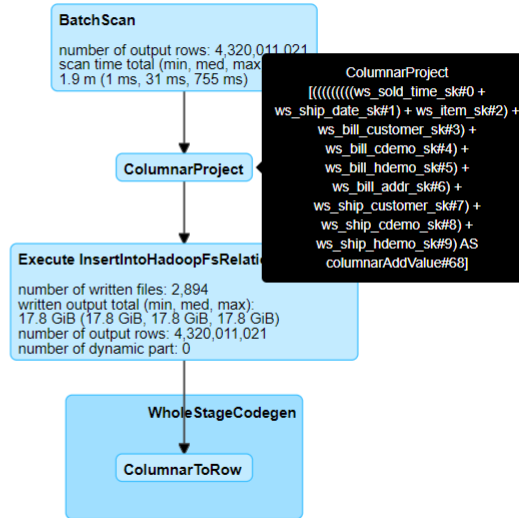 BatchScan
number of output rows: 4,320,011,021
scan time total (min, med, max
1.9 m (1 ms, 31 ms, 755 ms)
ColumnarProject
[(((((((((ws_sold_time_sk#0 +
ws_ship_date_sk#1) + ws_item_sk#2) +
ws_bill_customer_sk#3) +
ws_bill_cdemo_sk#4) +
ws_bill_hdemo_sk#5) +
ws_bill_addr_sk#6) +
ws_ship_customer_sk#7) +
ws_ship_cdemo_sk#8) +
ws_ship_hdemo_sk#9) AS
columnarAddValue#68]
ColumnarProject
Execute InsertIntoHadoopFsRelati
number of written files: 2,894
written output total (min, med, max):
17.8 GiB (17.8 GiB, 17.8 GiB, 17.8 GiB)
number of output rows: 4,320,011,021
number of dynamic part: 0
WholeStageCodegen
ColumnarToRow